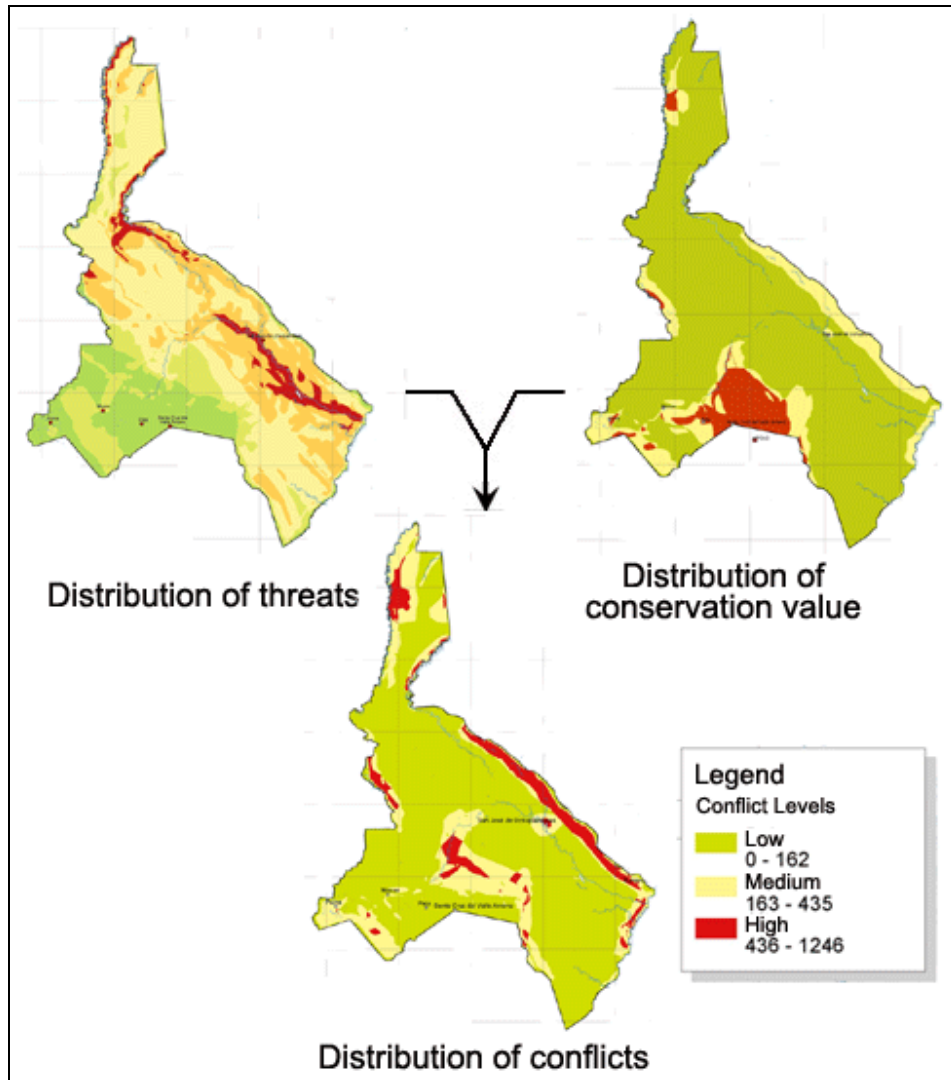 Distribution of threats
Distribution of
conservation value
Legend
Conflict Levels
Low
0 - 162
Medium
163 - 435
High
436 - 1246
Distribution of conflicts